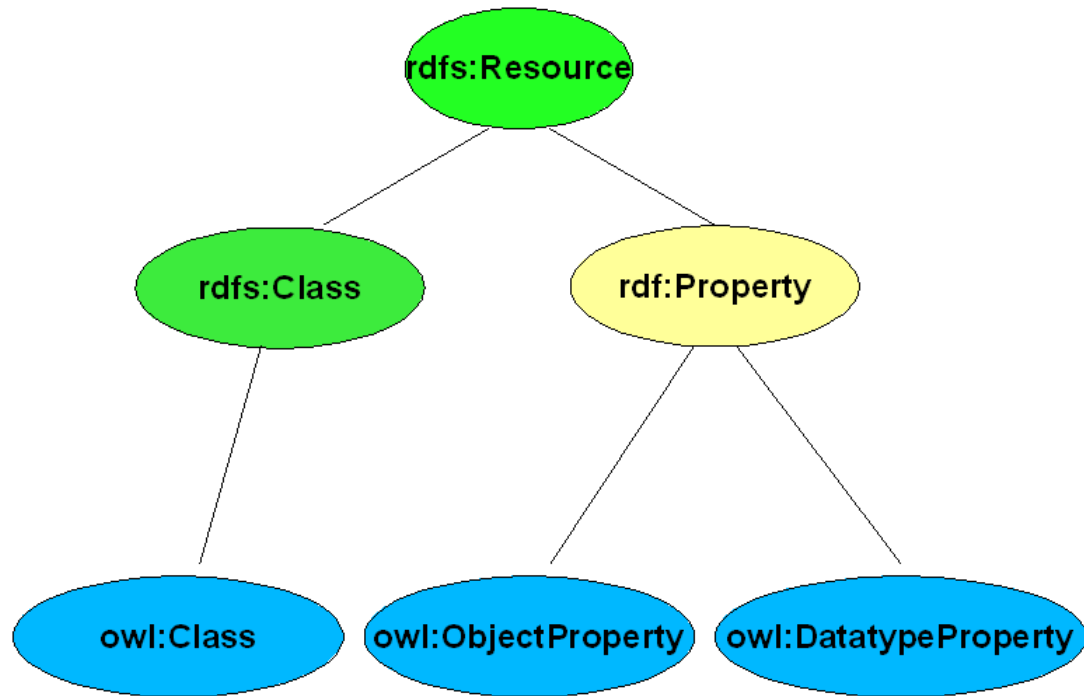 rdfs:Resource
rdfs:Class
rdf:Property
owl:Class
owl:ObjectProperty
owl:DatatypeProperty